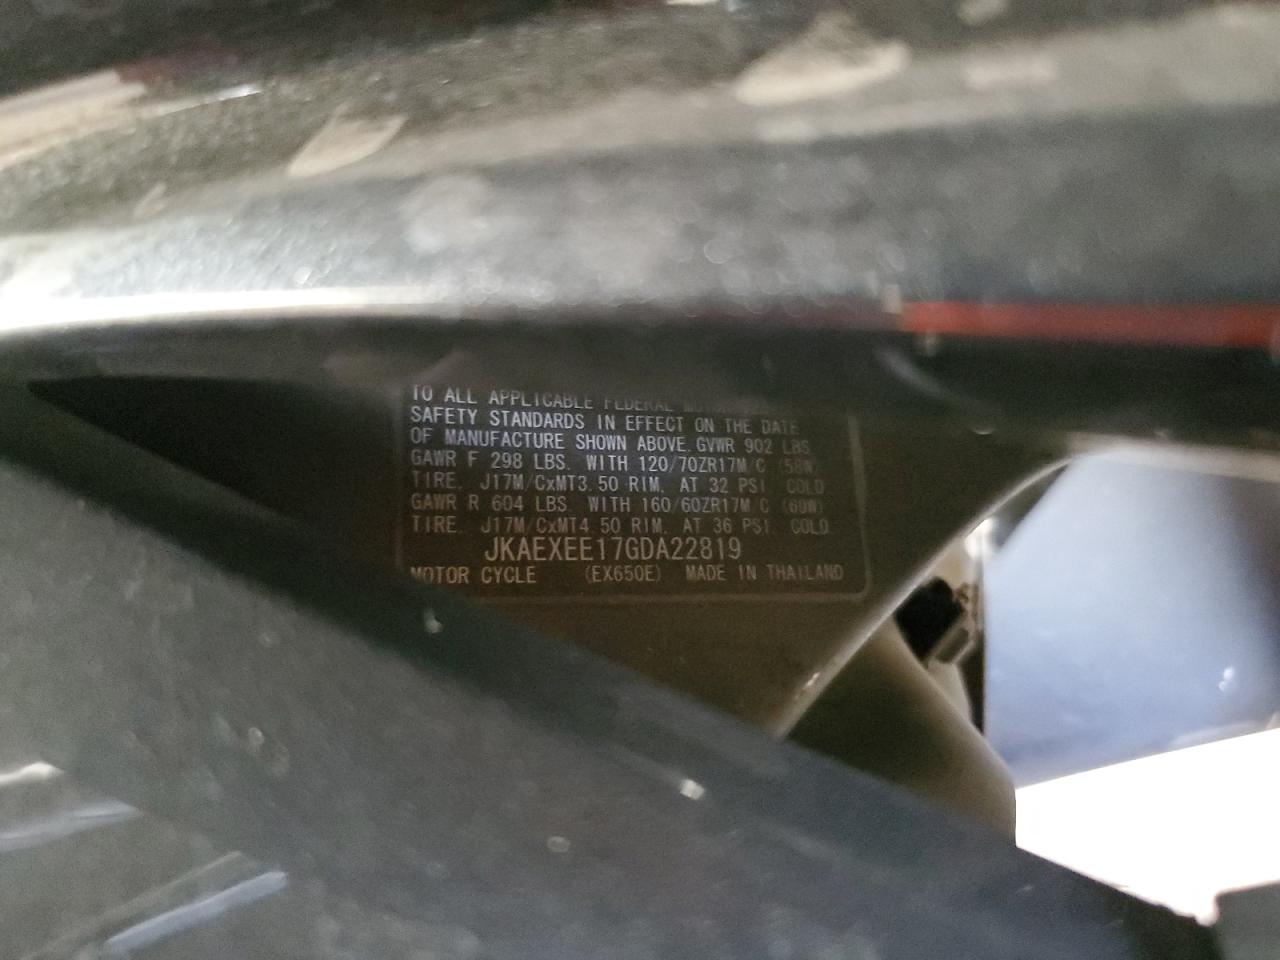 TO ALL APPLICABLE FEDERAL
SAFETY STANDARDS IN EFFECT ON THE DATE
OF MANUFACTURE SHOWN ABOVE. GVWR 902 LBS
GAWR F 298 LBS. WITH 120/70ZR17M/C (58W)
TIRE. J17M/CxMT3.50 RIM. AT 32 PSI. COLD
GAWR R 604 LBS. WITH 160/60ZR17M/C (69W)
TIRE. J17M/CxMT4.50 RIM. AT 36 PSI. COLD
JKAEXEE17GDA22819
MOTOR CYCLE (EX650E) MADE IN THAILAND